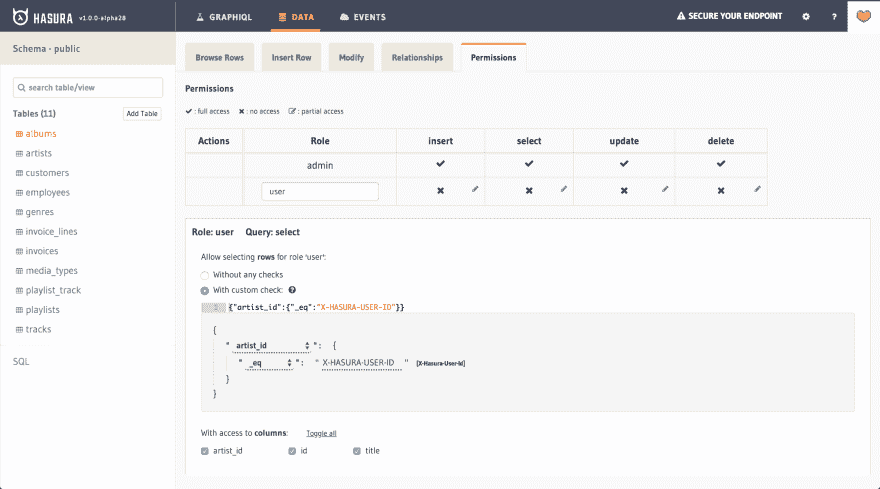 HASURA v1.0.0-alpha28 GRAPHIQL DATA EVENTS SECURE YOUR ENDPOINT ?
Schema - public
Browse Rows Insert Row Modify Relationships Permissions
search table/view
Tables (11) Add Table
albums
artists
customers
employees
genres
invoice_lines
invoices
media_types
playlist_track
playlists
tracks
SQL
Permissions
: full access : no access : partial access
Actions Role insert select update delete
admin
user
Role: user Query: select
Allow selecting rows for role 'user':
Without any checks
With custom check: ?
{"artist_id":{"_eq":"X-HASURA-USER-ID"}}
{
" artist_id ": {
" _eq ": " X-HASURA-USER-ID " [X-Hasura-User-Id]
}
}
With access to columns: Toggle all
artist_id id title